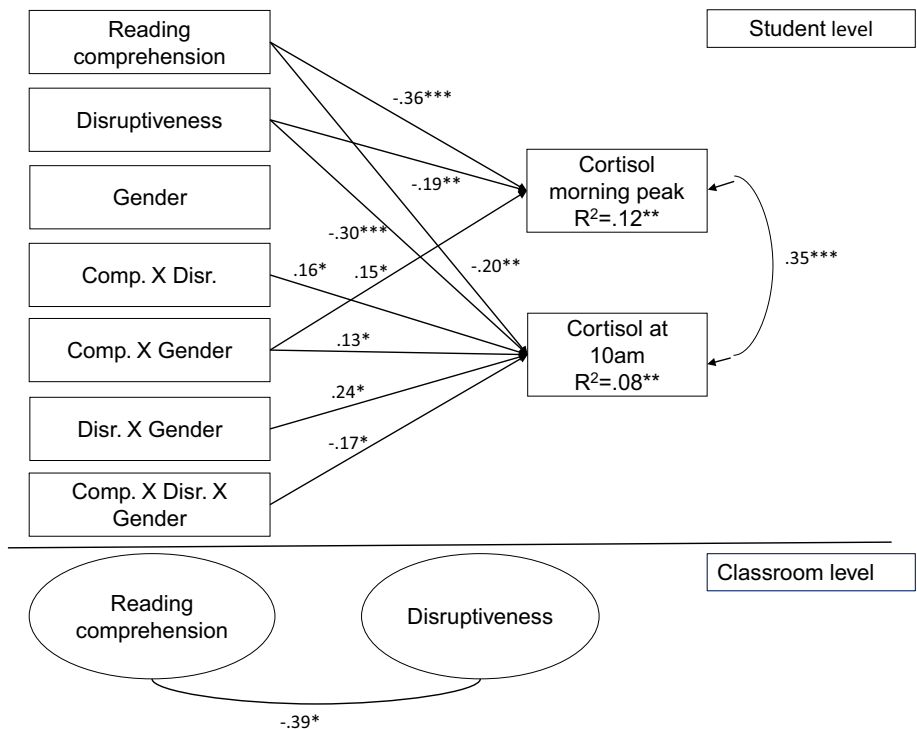 Reading
comprehension
Student level
Disruptiveness
-.36***
Cortisol
morning peak
R²=.12**
Gender
-.19**
-.30***
Comp. X Disr.
.16*
.15*
-.20**
.35***
Comp. X Gender
.13*
Cortisol at
10am
R²=.08**
Disr. X Gender
.24*
-.17*
Comp. X Disr. X
Gender
Classroom level
Reading
comprehension
Disruptiveness
-.39*